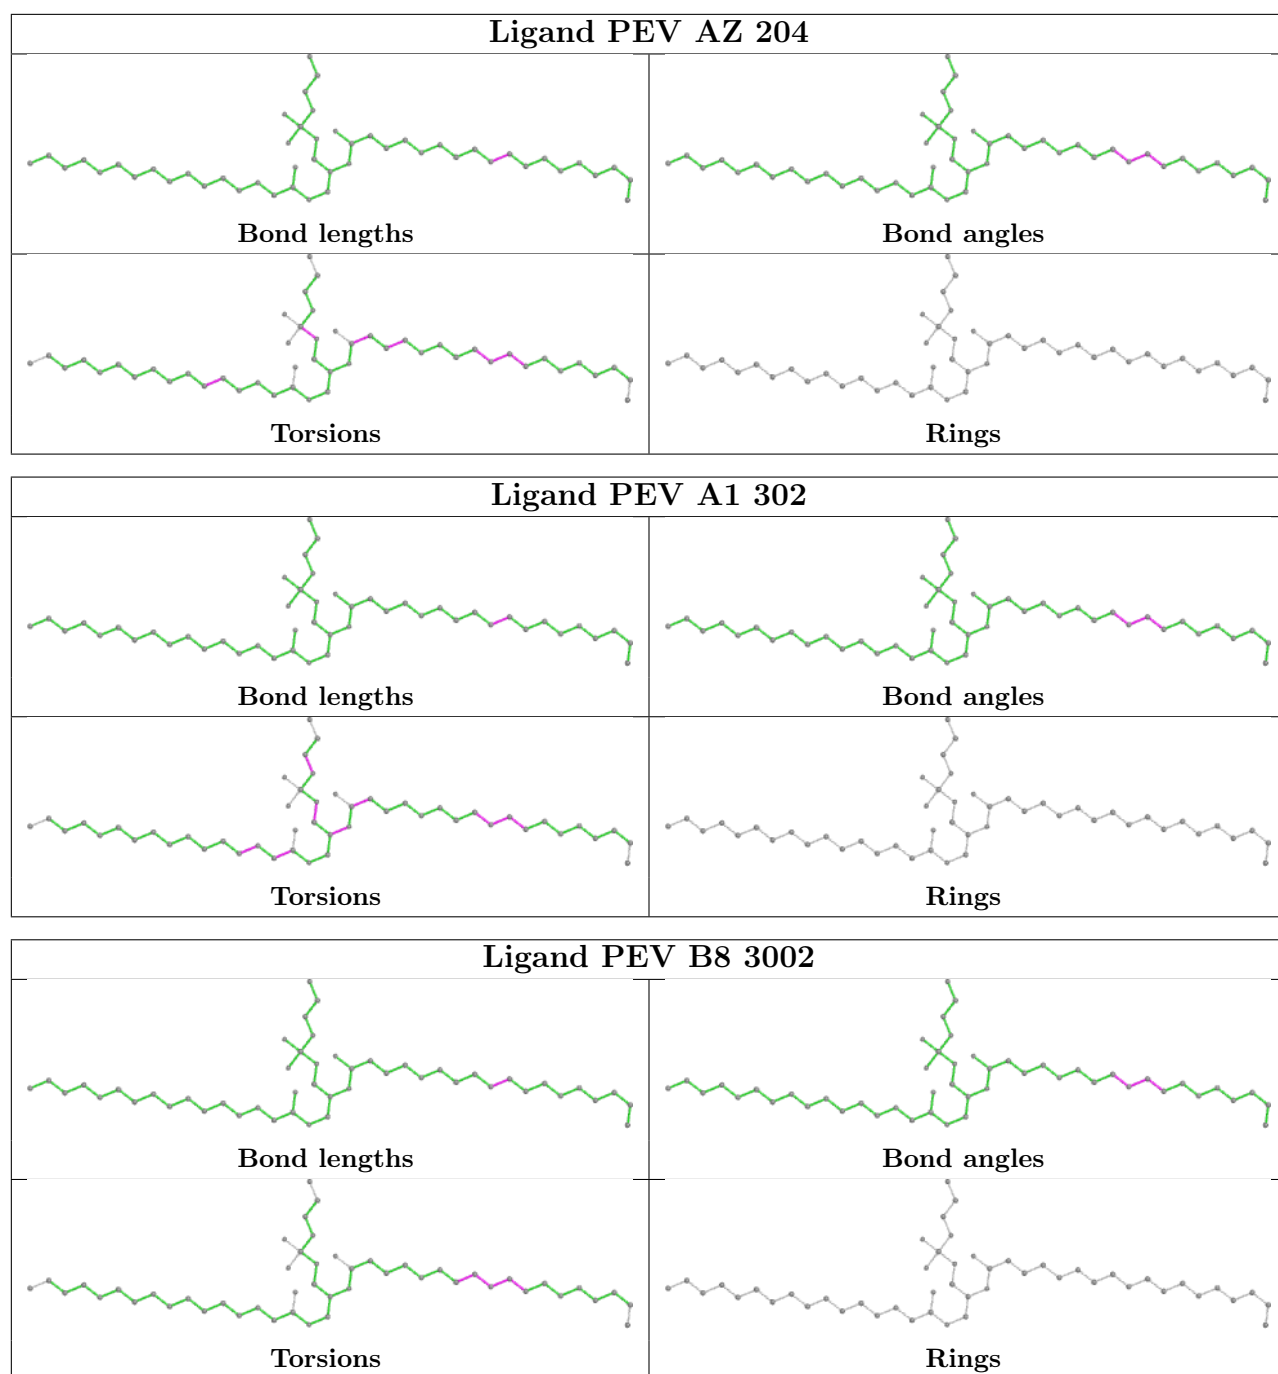 Ligand PEV AZ 204
Bond lengths
Bond angles
Torsions
Rings
Ligand PEV A1 302
Bond lengths
Bond angles
Torsions
Rings
Ligand PEV B8 3002
Bond lengths
Bond angles
Torsions
Rings